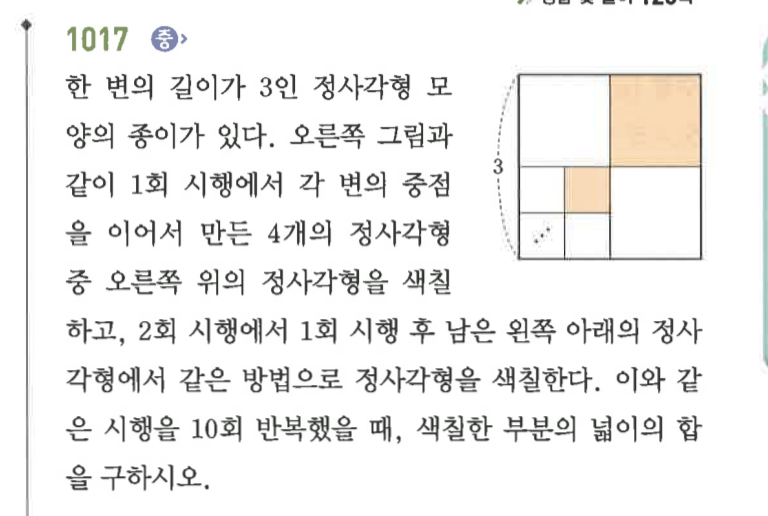 1017 중
한 변의 길이가 3인 정사각형 모
양의 종이가 있다. 오른쪽 그림과
같이 1회 시행에서 각 변의 중점
을 이어서 만든 4개의 정사각형
중 오른쪽 위의 정사각형을 색칠
하고, 2회 시행에서 1회 시행 후 남은 왼쪽 아래의 정사
각형에서 같은 방법으로 정사각형을 색칠한다. 이와 같
은 시행을 10회 반복했을 때, 색칠한 부분의 넓이의 합
을 구하시오.
3